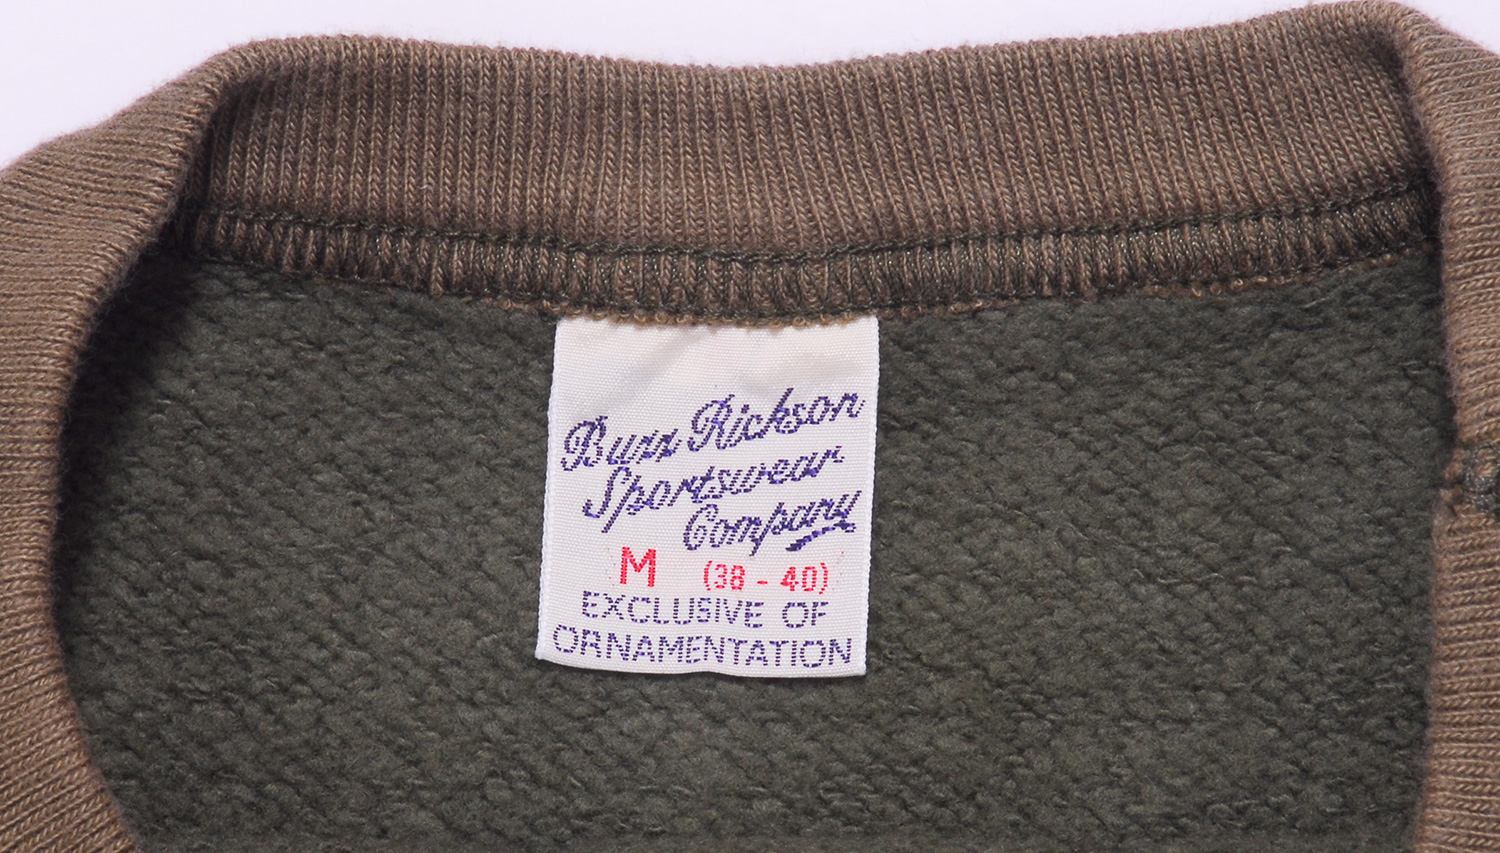 Buzz Rickson
Sportswear
Company
M (38 - 40)
EXCLUSIVE OF
ORNAMENTATION